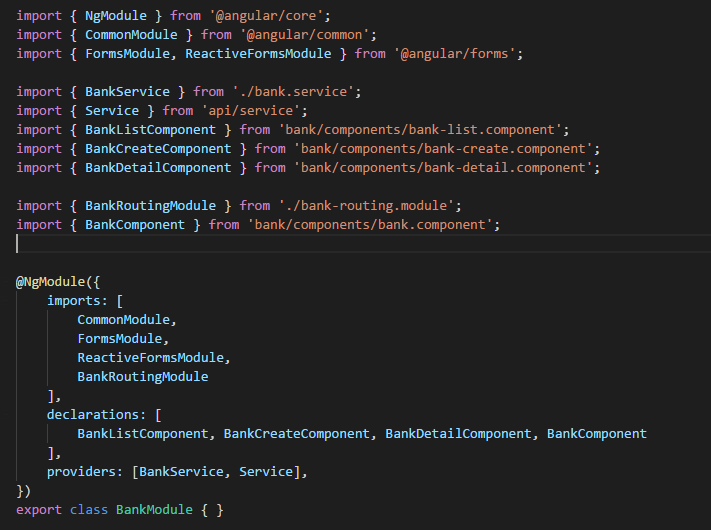 import { NgModule } from '@angular/core';
import { CommonModule } from '@angular/common';
import { FormsModule, ReactiveFormsModule } from '@angular/forms';
import { BankService } from './bank.service';
import { Service } from 'api/service';
import { BankListComponent } from 'bank/components/bank-list.component';
import { BankCreateComponent } from 'bank/components/bank-create.component';
import { BankDetailComponent } from 'bank/components/bank-detail.component';
import { BankRoutingModule } from './bank-routing.module';
import { BankComponent } from 'bank/components/bank.component';
@NgModule({
    imports: [
        CommonModule,
        FormsModule,
        ReactiveFormsModule,
        BankRoutingModule
    ],
    declarations: [
        BankListComponent, BankCreateComponent, BankDetailComponent, BankComponent
    ],
    providers: [BankService, Service],
})
export class BankModule { }